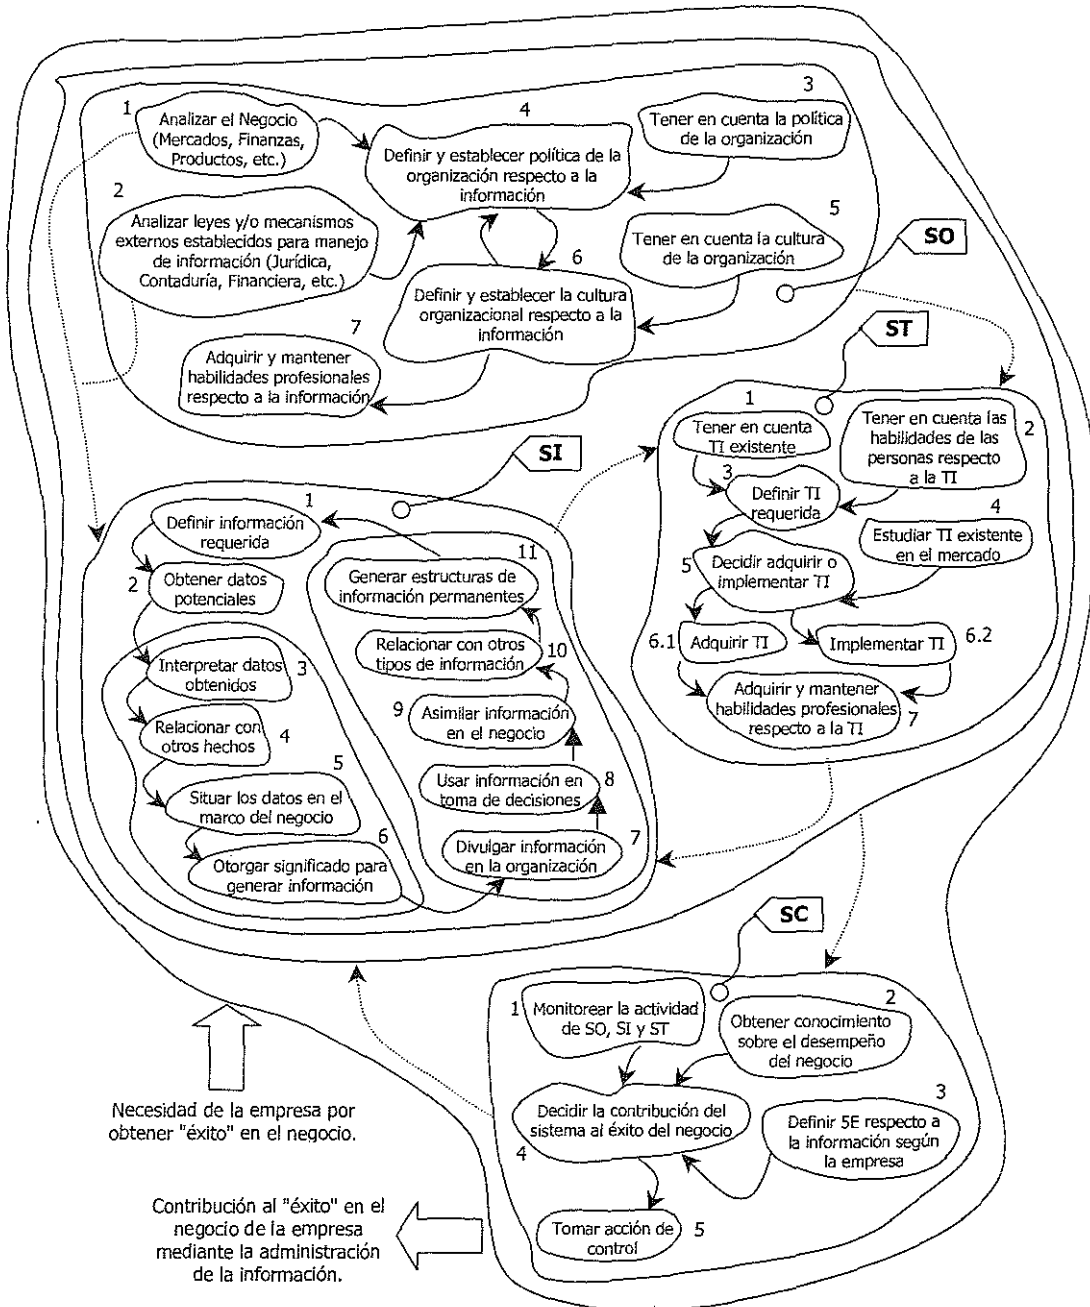 1
Analizar el Negocio
(Mercados, Finanzas,
Productos, etc.)
4
Definir y establecer política de la
organización respecto a la
información
3
Tener en cuenta la política
de la organización
2
Analizar leyes y/o mecanismos
externos establecidos para manejo
de información (Jurídica,
Contaduría, Financiera, etc.)
5
Tener en cuenta la cultura
de la organización
SO
6
Definir y establecer la cultura
organizacional respecto a la
información
7
Adquirir y mantener
habilidades profesionales
respecto a la información
ST
1
Tener en cuenta
TI existente
2
Tener en cuenta las
habilidades de las
personas respecto
a la TI
3
Definir TI
requerida
4
Estudiar TI existente
en el mercado
5
Decidir adquirir o
implementar TI
6.1
Adquirir TI
Implementar TI
6.2
Adquirir y mantener
habilidades profesionales
respecto a la TI
7
SI
1
Definir información
requerida
2
Obtener datos
potenciales
Interpretar datos
obtenidos
3
Relacionar con
otros hechos
4
5
Situar los datos en el
marco del negocio
6
Otorgar significado para
generar información
11
Generar estructuras de
información permanentes
Relacionar con otros
tipos de información
10
9
Asimilar información
en el negocio
Usar información en
toma de decisiones
8
Divulgar información
en la organización
7
SC
1
Monitorear la actividad
de SO, SI y ST
2
Obtener conocimiento
sobre el desempeño
del negocio
Decidir la contribución del
sistema al éxito del negocio
4
3
Definir 5E respecto a
la información según
la empresa
Tomar acción de
control
5
Necesidad de la empresa por
obtener "éxito" en el negocio.
Contribución al "éxito" en el
negocio de la empresa
mediante la administración
de la información.